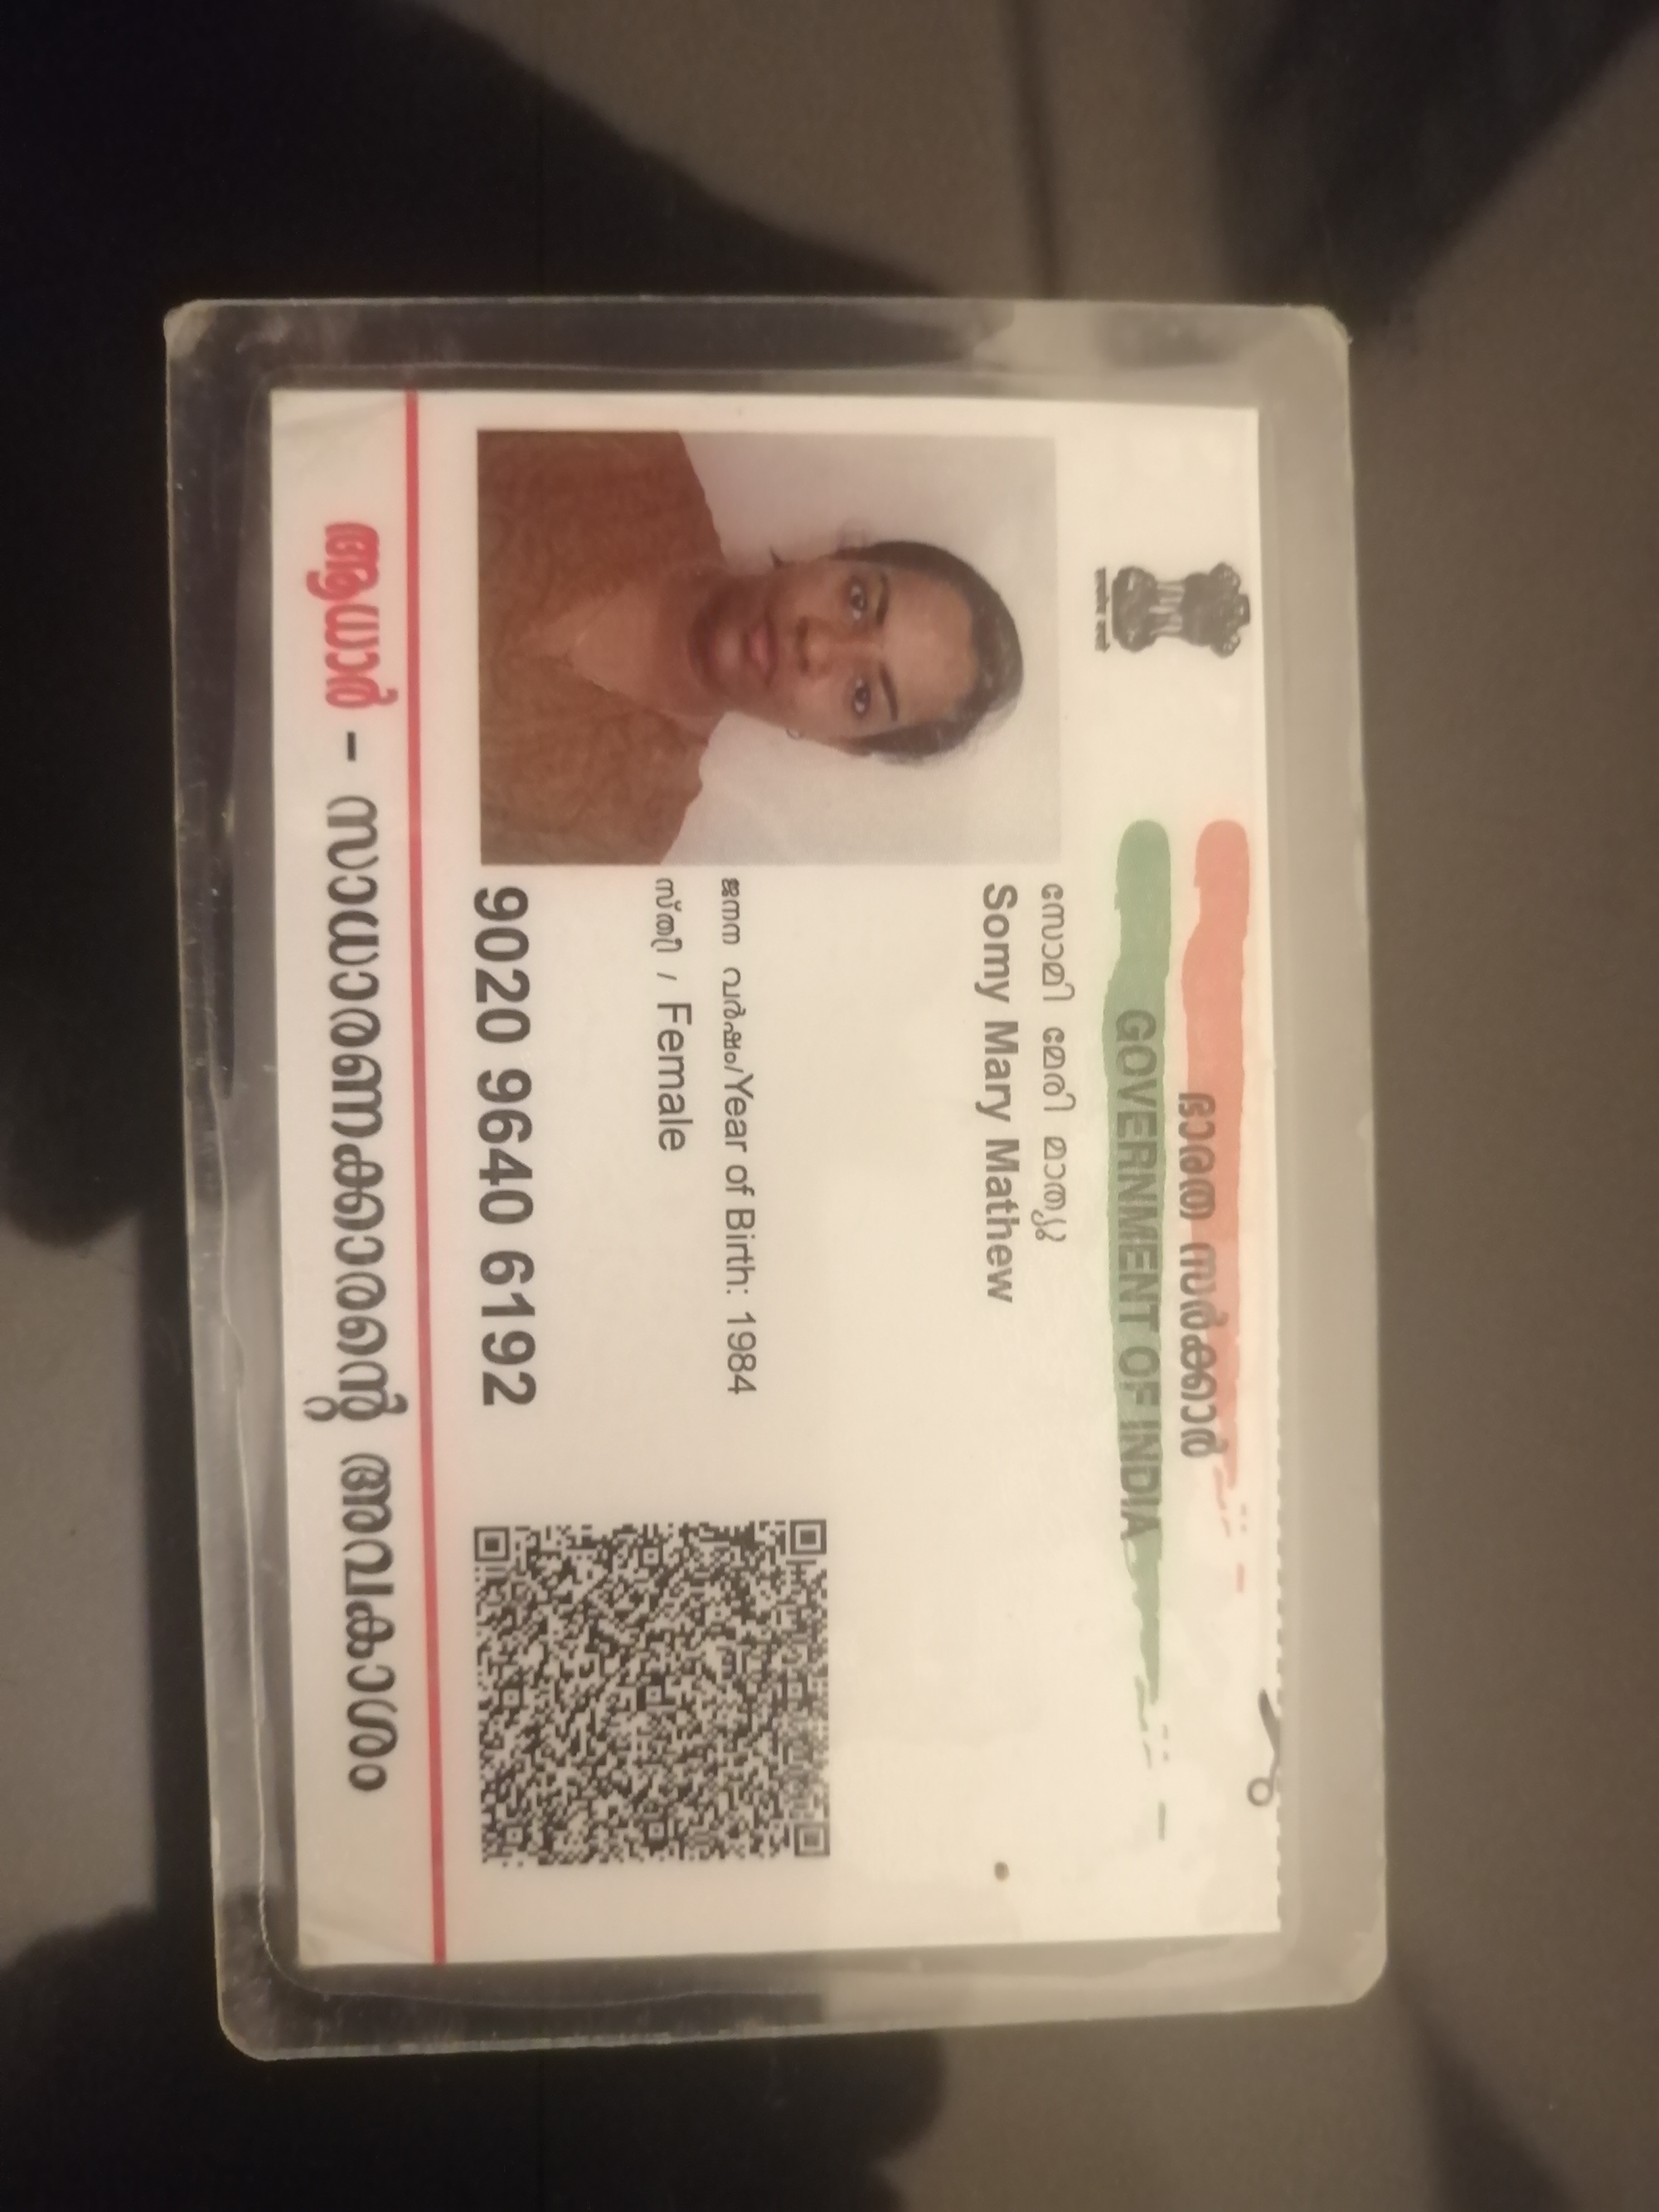 ഭാരത സർക്കാർ
GOVERNMENT OF INDIA
സോമി മേരി മാത്യു
Somy Mary Mathew
ജനന വർഷം/Year of Birth: 1984
സ്ത്രീ / Female
9020 9640 6192
ആധാർ - സാധാരണക്കാരന്റെ അവകാശം